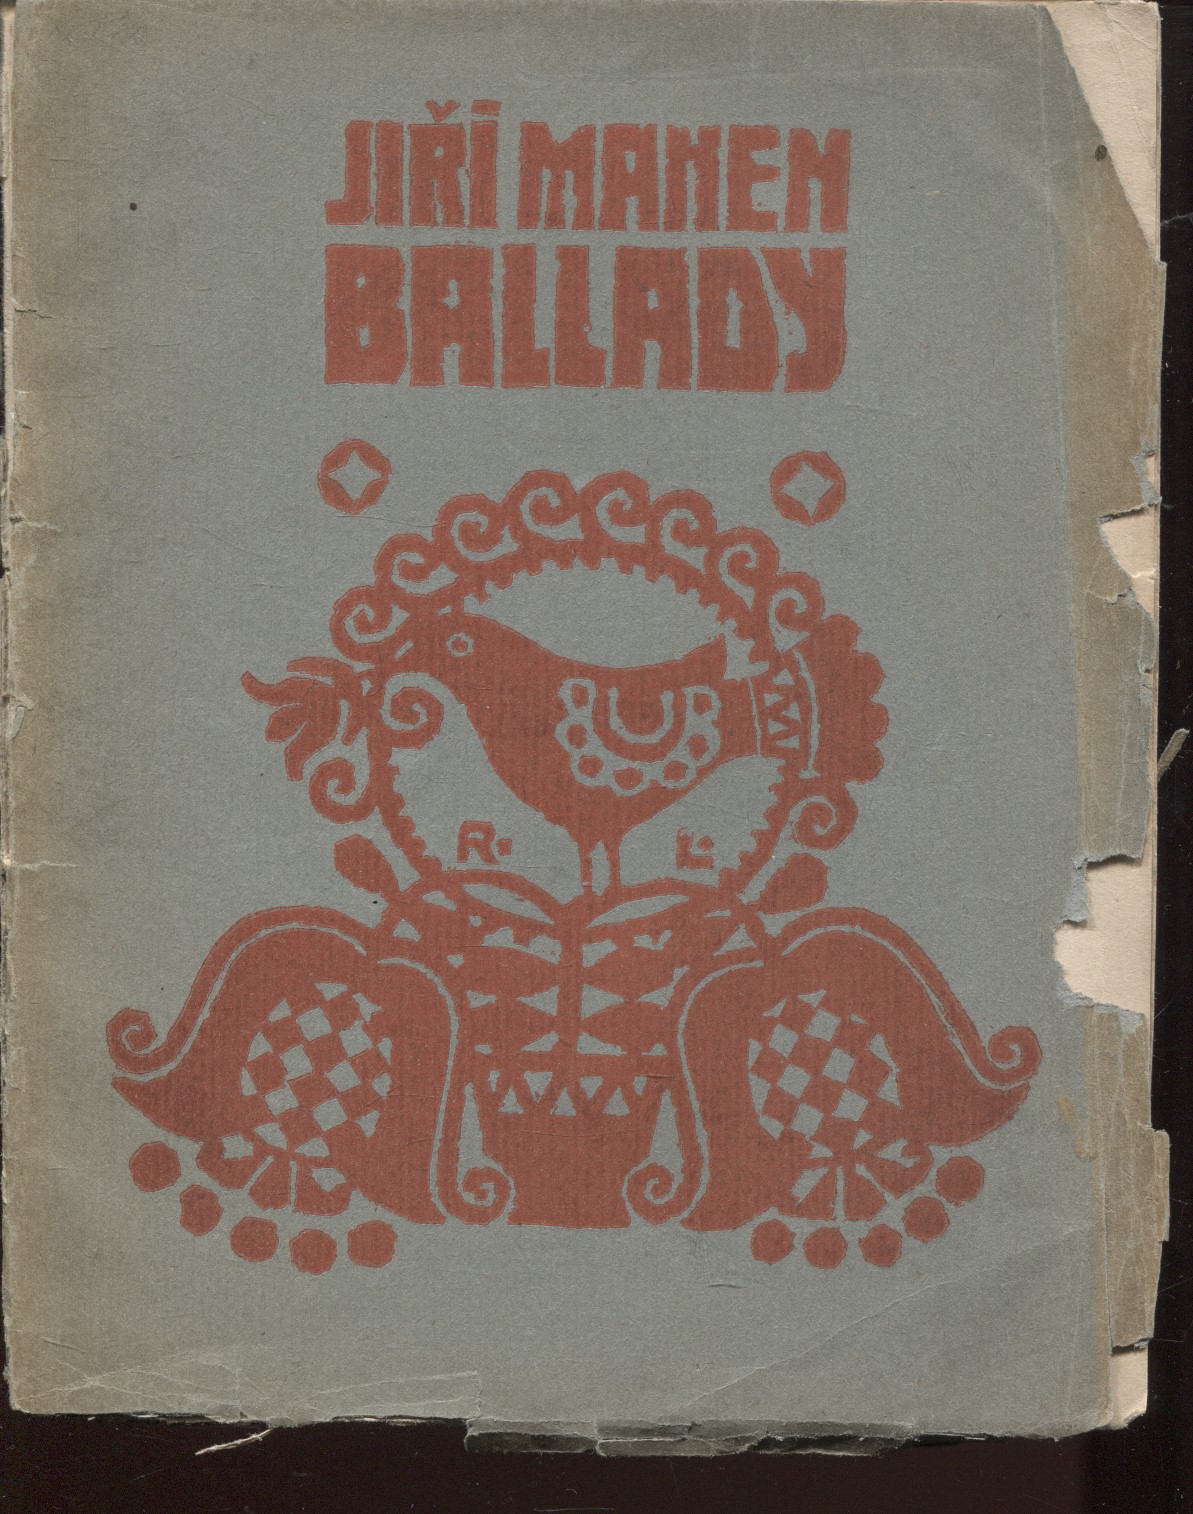 JIŘÍ MAHEN
BALLADY
R. L.